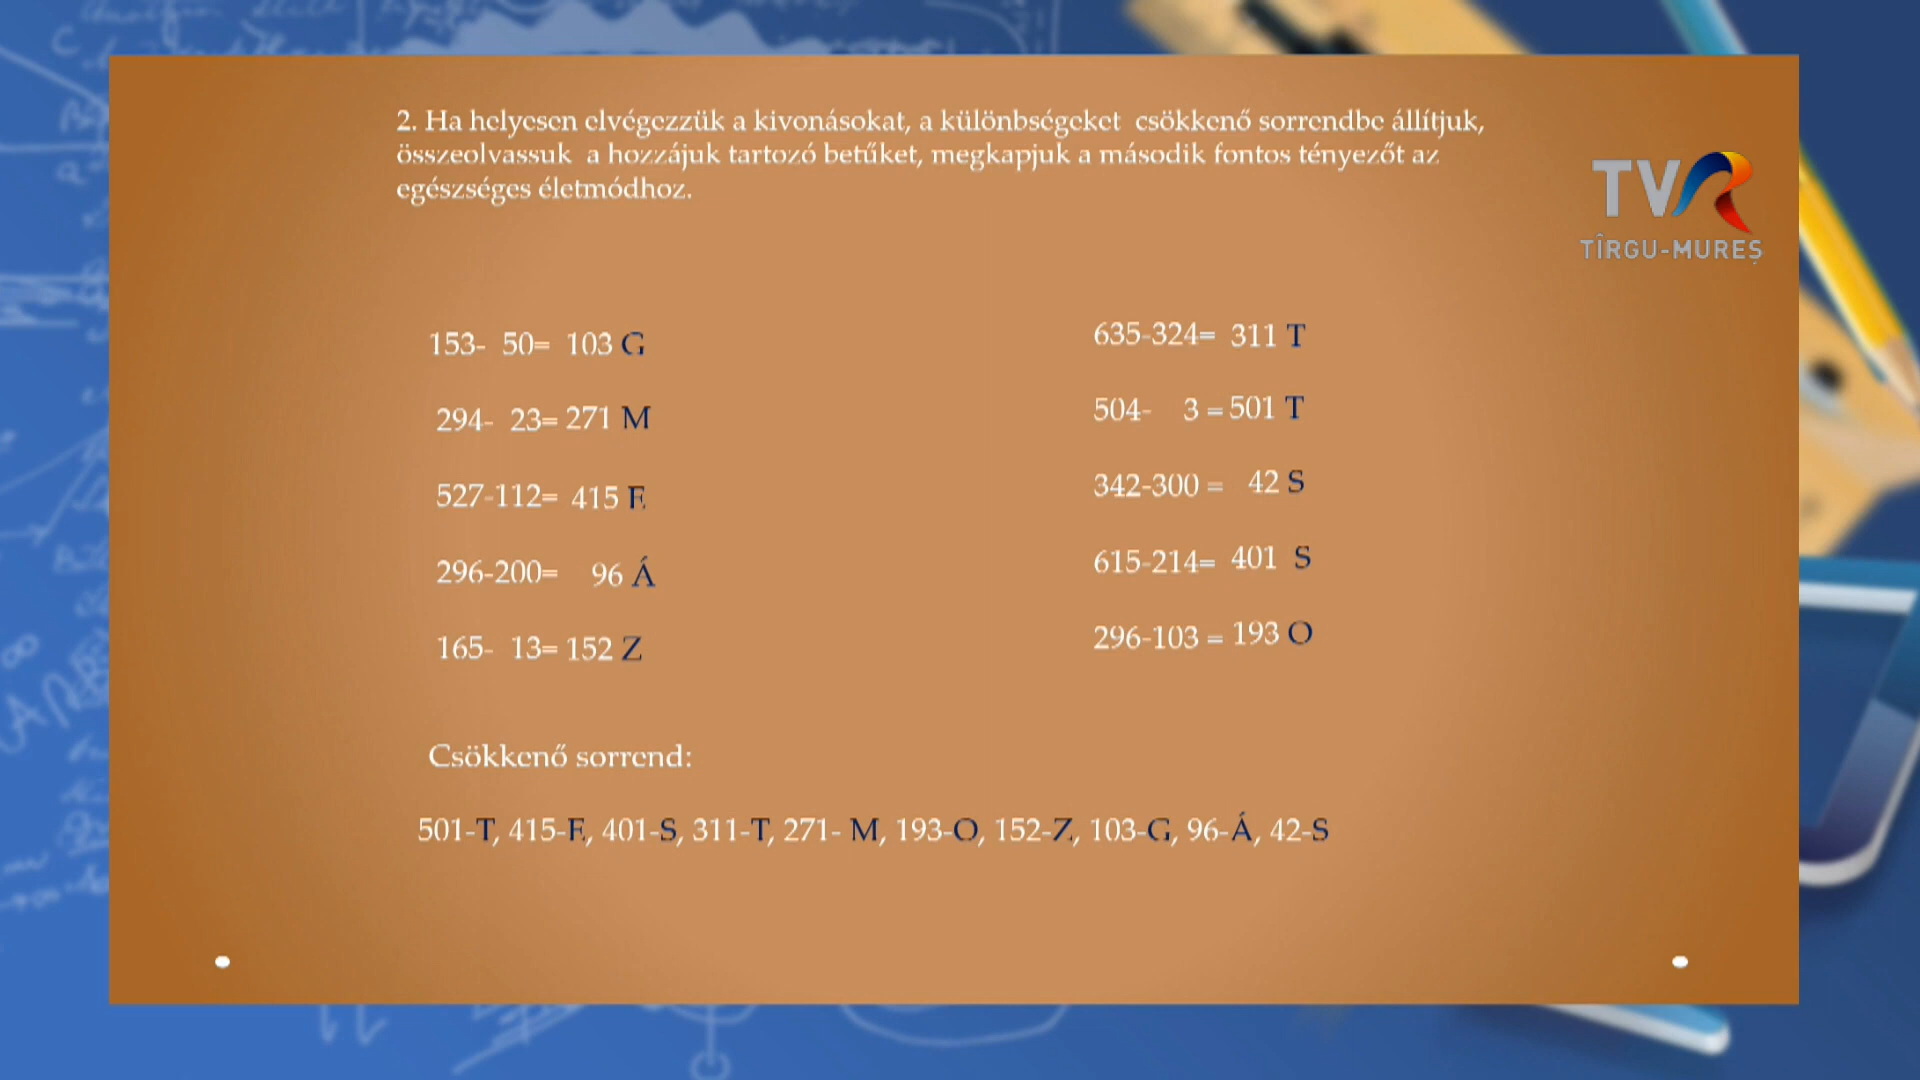 2. Ha helyesen elvégezzük a kivonásokat, a különbségeket csökkenő sorrendbe állítjuk,
összeolvassuk a hozzájuk tartozó betűket, megkapjuk a második fontos tényezőt az
egészséges életmódhoz.
TVR
TÎRGU-MUREȘ
153- 50= 103 G
294- 23= 271 M
527-112= 415 E
296-200= 96 Á
165- 13= 152 Z
635-324= 311 T
504- 3 = 501 T
342-300 = 42 S
615-214= 401 S
296-103 = 193 O
Csökkenő sorrend:
501-T, 415-E, 401-S, 311-T, 271- M, 193-O, 152-Z, 103-G, 96-Á, 42-S